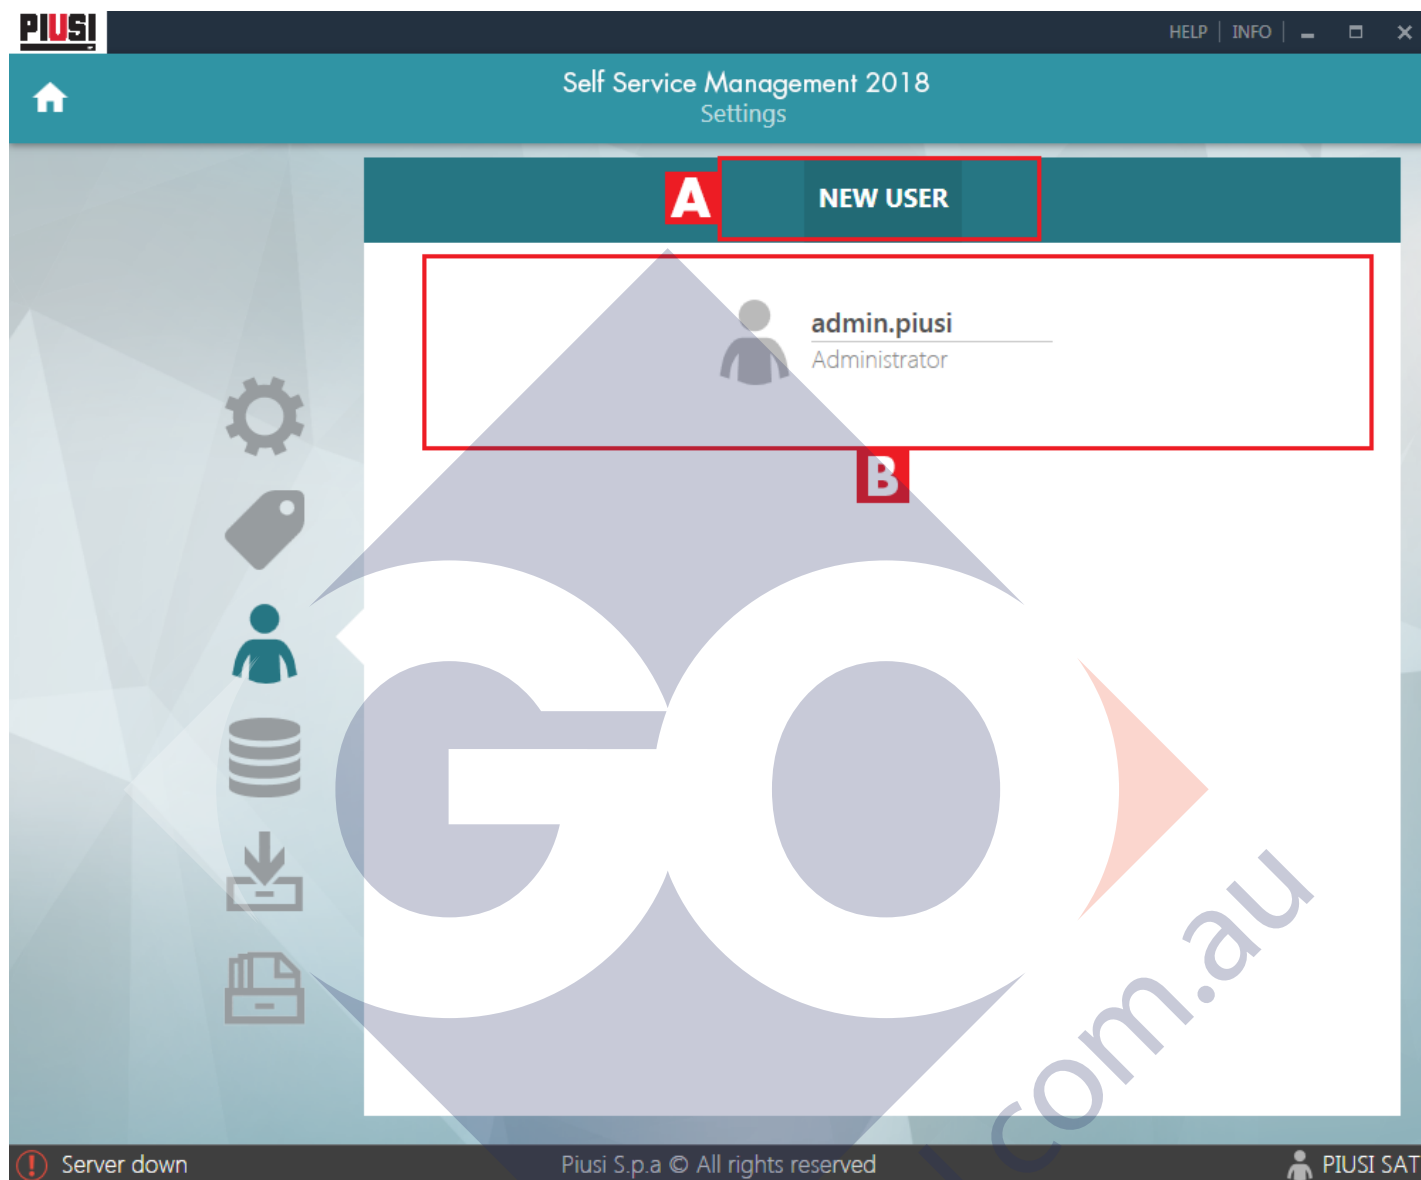 PIUSI
HELP INFO
Self Service Management 2018
Settings
A
NEW USER
admin.piusi
Administrator
B
GO
com.au
Server down
Piusi S.p.a © All rights reserved
PIUSI SAT